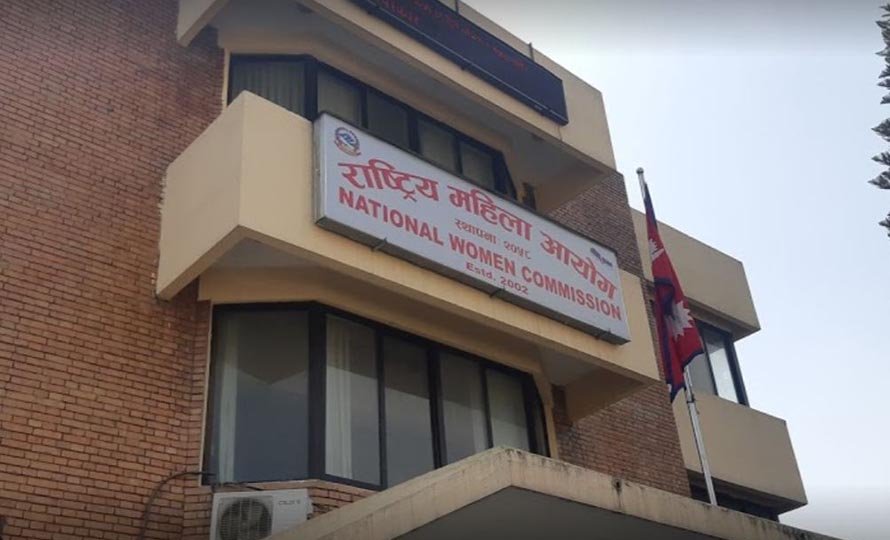 राष्ट्रिय महिला आयोग
स्थापना: २०५८
NATIONAL WOMEN COMMISSION
Estd. 2002